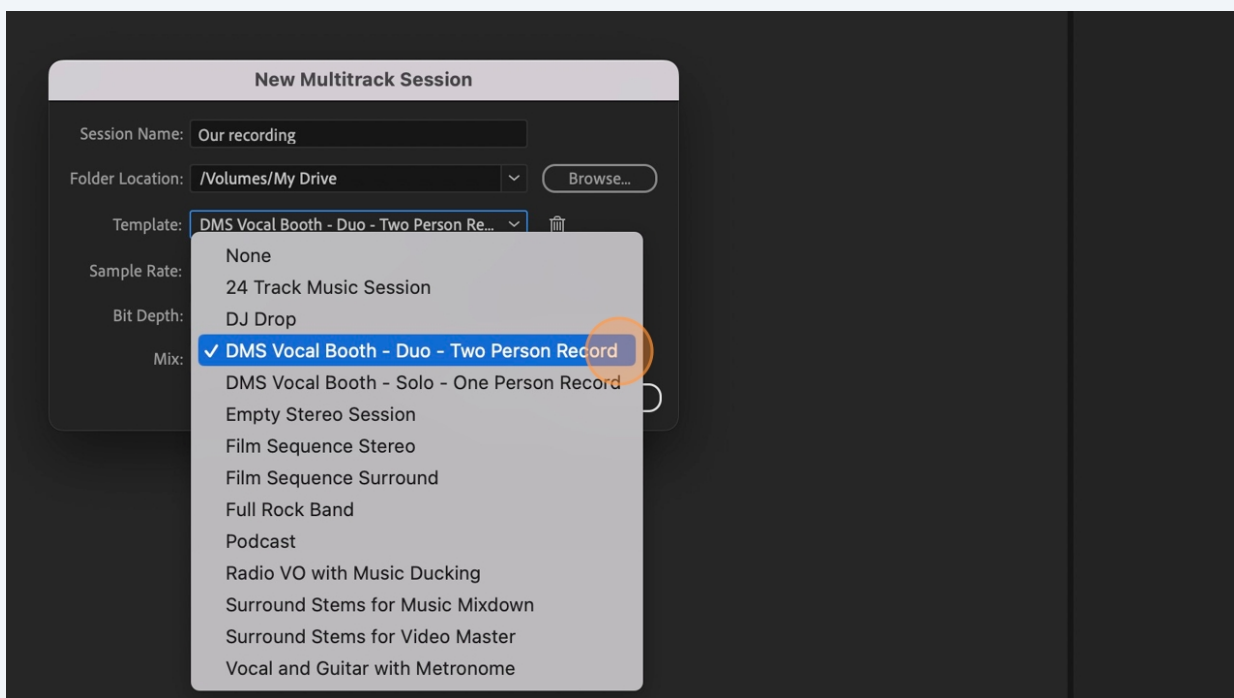 New Multitrack Session
Session Name: Our recording
Folder Location: /Volumes/My Drive Browse...
Template: DMS Vocal Booth - Duo - Two Person Re...
Sample Rate:
Bit Depth:
Mix:
None
24 Track Music Session
DJ Drop
✓ DMS Vocal Booth - Duo - Two Person Record
DMS Vocal Booth - Solo - One Person Record
Empty Stereo Session
Film Sequence Stereo
Film Sequence Surround
Full Rock Band
Podcast
Radio VO with Music Ducking
Surround Stems for Music Mixdown
Surround Stems for Video Master
Vocal and Guitar with Metronome